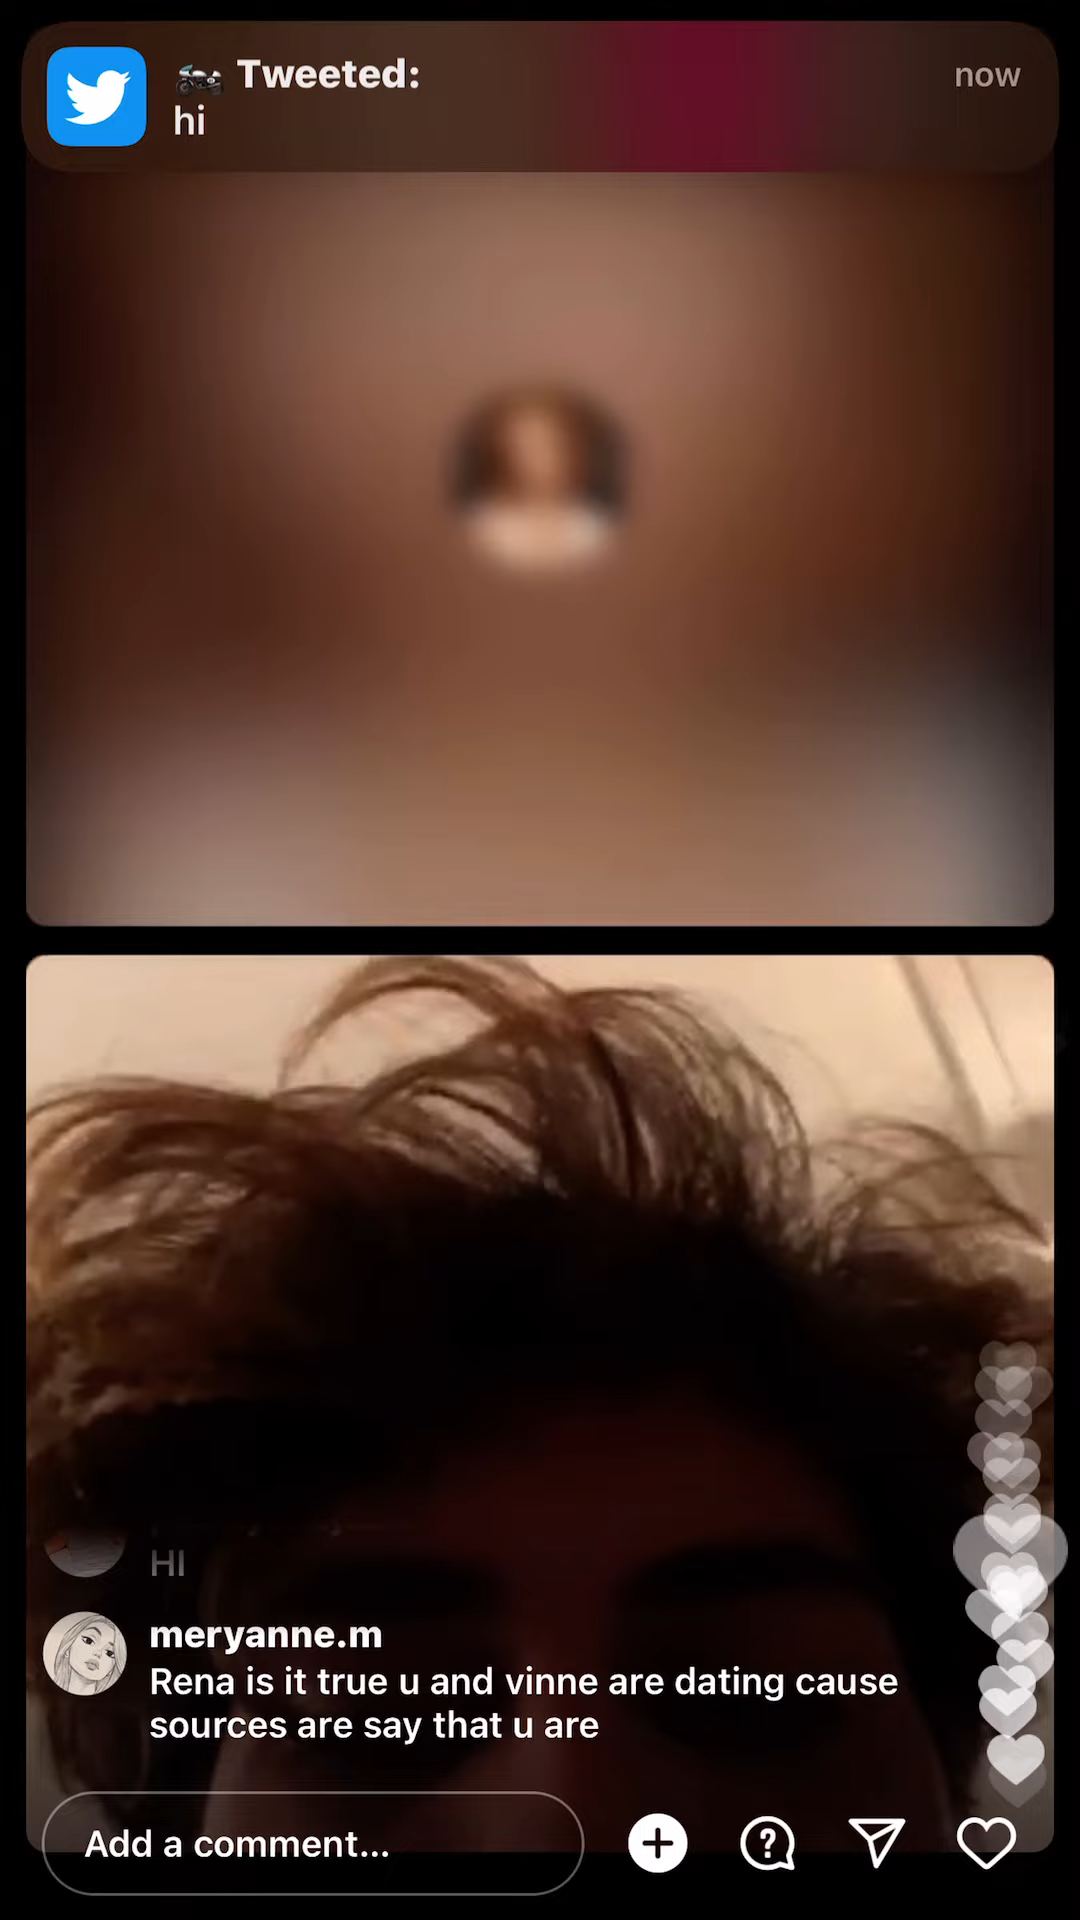 🏍️ Tweeted:
now
hi
HI
meryanne.m
Rena is it true u and vinne are dating cause
sources are say that u are
Add a comment...